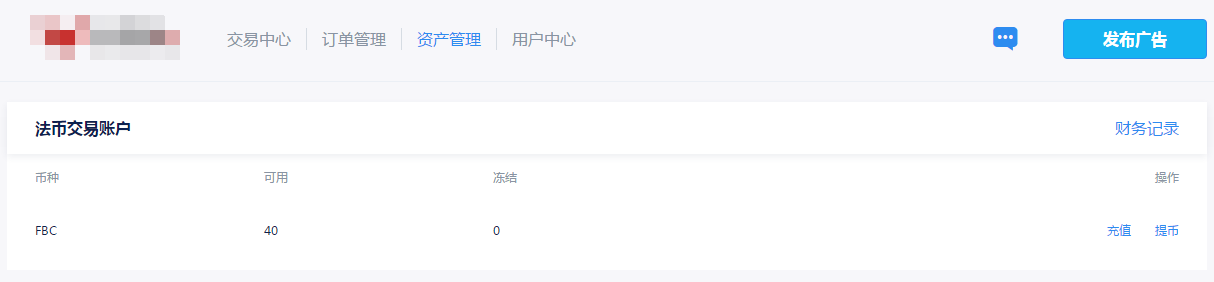 交易中心 订单管理 资产管理 用户中心 发布广告
法币交易账户 财务记录
币种 可用 冻结 操作
FBC 40 0 充值 提币